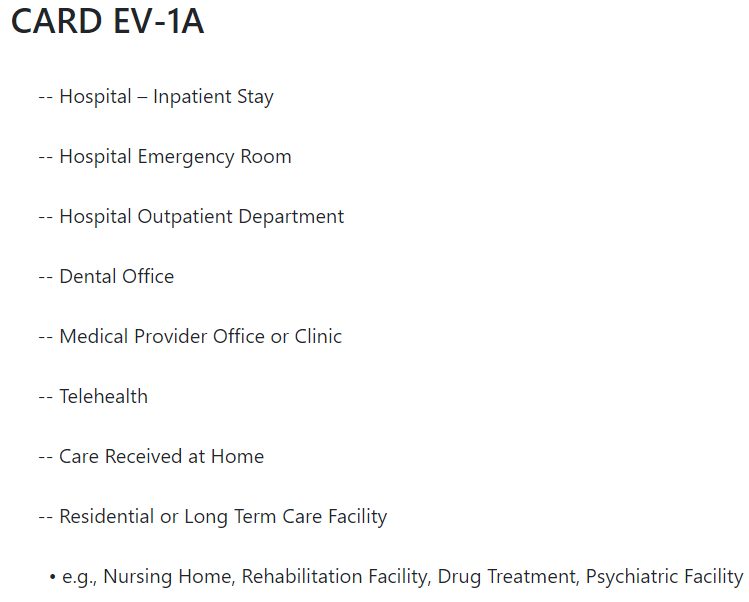 CARD EV-1A
-- Hospital – Inpatient Stay
-- Hospital Emergency Room
-- Hospital Outpatient Department
-- Dental Office
-- Medical Provider Office or Clinic
-- Telehealth
-- Care Received at Home
-- Residential or Long Term Care Facility
• e.g., Nursing Home, Rehabilitation Facility, Drug Treatment, Psychiatric Facility